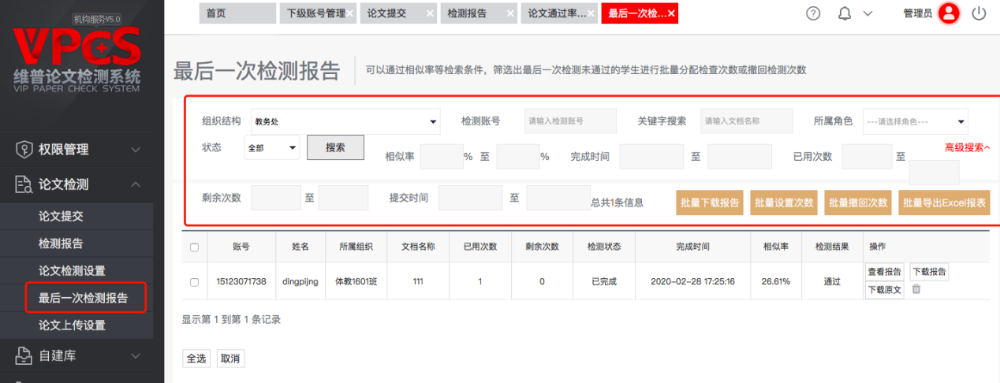 机构服务V5.0
VPCS
维普论文检测系统
VIP PAPER CHECK SYSTEM
权限管理
论文检测
论文提交
检测报告
论文检测设置
最后一次检测报告
论文上传设置
自建库
首页 下级账号管理× 论文提交 × 检测报告 × 论文通过率...× 最后一次检...×
管理员
最后一次检测报告 可以通过相似率等检索条件，筛选出最后一次检测未通过的学生进行批量分配检查次数或撤回检测次数
组织结构 教务处 检测账号 请输入检测账号 关键字搜索 请输入文档名称 所属角色 ---请选择角色---
状态 全部 搜索 相似率 % 至 % 完成时间 至 已用次数 至 高级搜索^
剩余次数 至 提交时间 至 总共1条信息 批量下载报告 批量设置次数 批量撤回次数 批量导出Excel报表
账号 姓名 所属组织 文档名称 已用次数 剩余次数 检测状态 完成时间 相似率 检测结果 操作
15123071738 dingpijng 体教1601班 111 1 0 已完成 2020-02-28 17:25:16 26.61% 通过 查看报告 下载报告
下载原文
显示第 1 到第 1 条记录
全选 取消